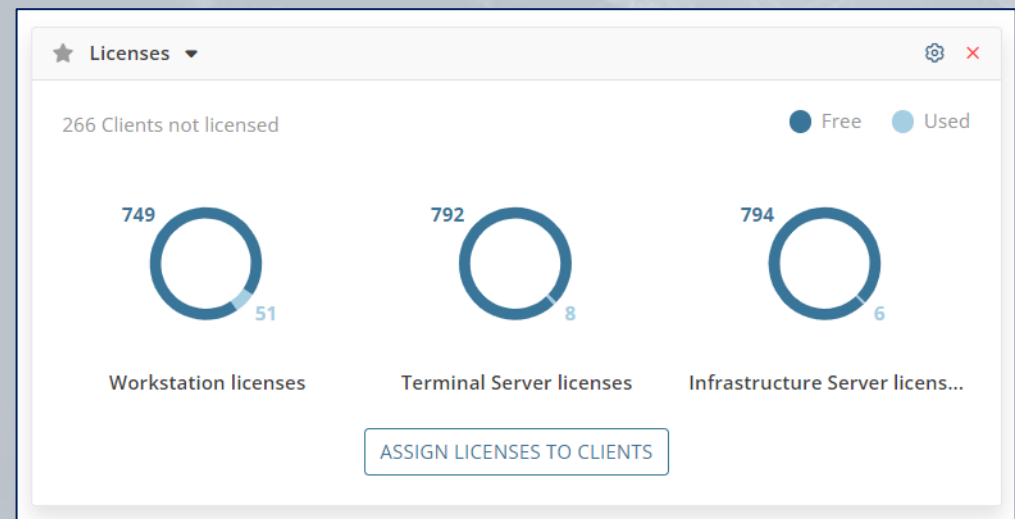 Licenses
266 Clients not licensed
Free Used
749 792 794
51 8 6
Workstation licenses Terminal Server licenses Infrastructure Server licens...
ASSIGN LICENSES TO CLIENTS